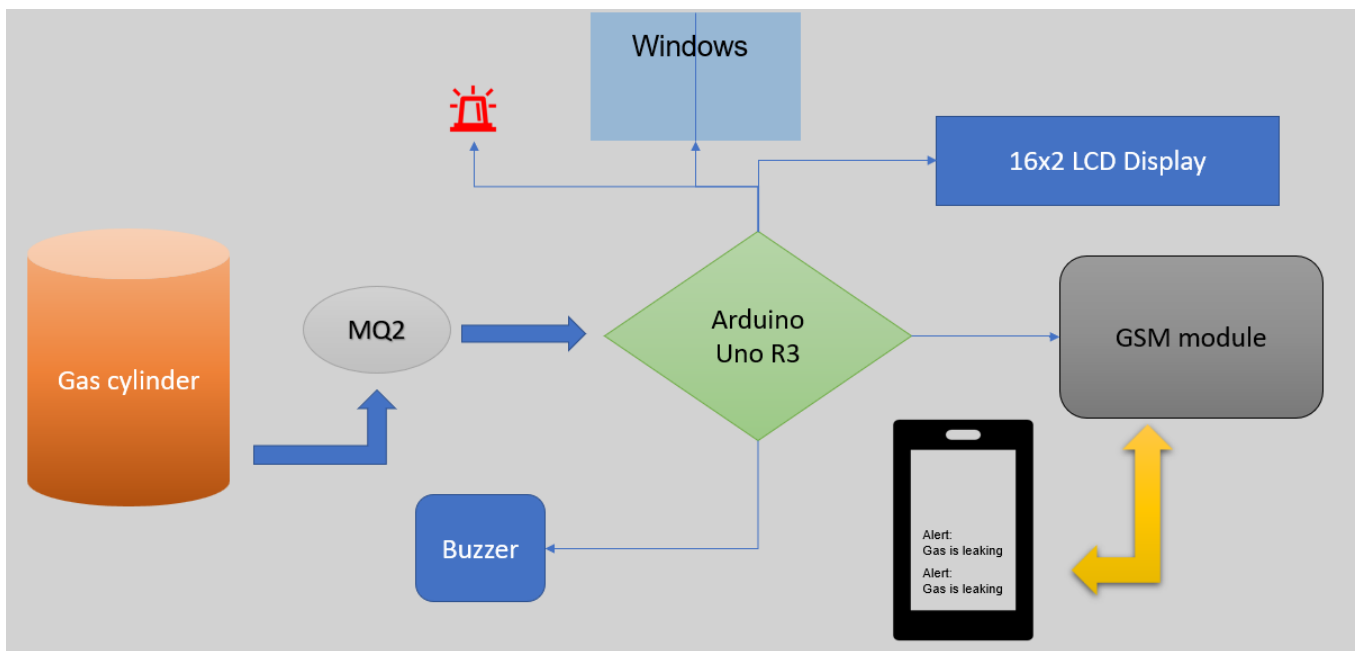 Windows
16x2 LCD Display
Gas cylinder
MQ2
Arduino
Uno R3
GSM module
Buzzer
Alert:
Gas is leaking
Alert:
Gas is leaking